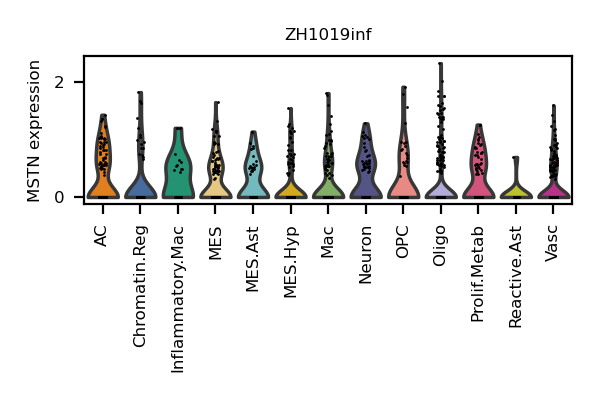 ZH1019inf
MSTN expression
2
0
AC
Chromatin.Reg
Inflammatory.Mac
MES
MES.Ast
MES.Hyp
Mac
Neuron
OPC
Oligo
Prolif.Metab
Reactive.Ast
Vasc